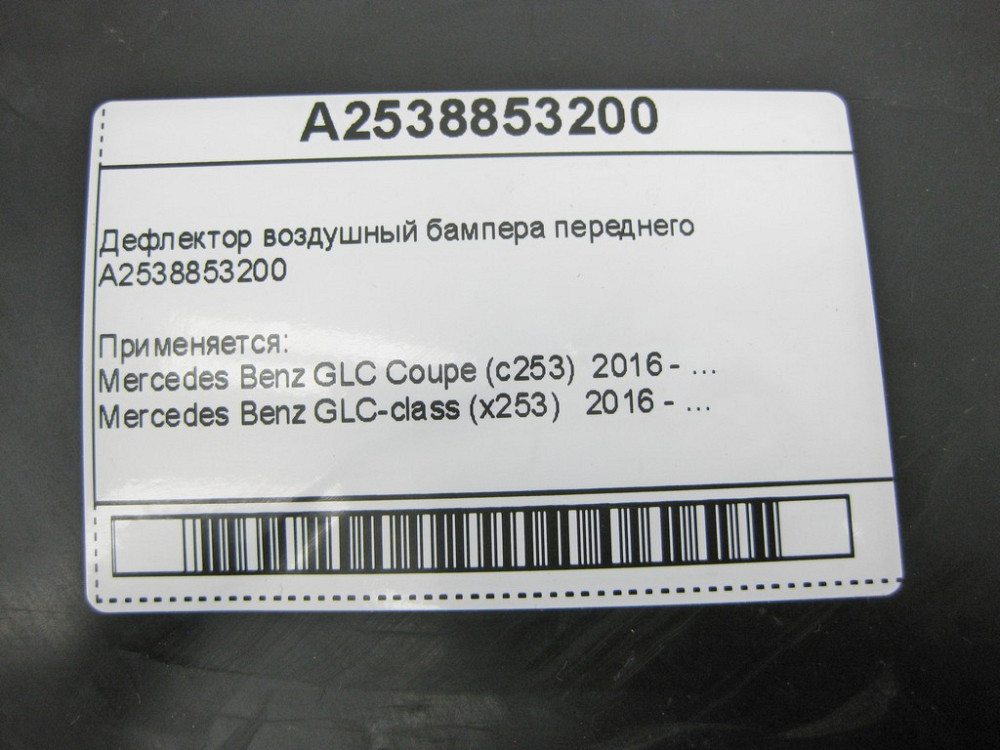 A2538853200
Дефлектор воздушный бампера переднего
A2538853200
Применяется:
Mercedes Benz GLC Coupe (c253) 2016 - ...
Mercedes Benz GLC-class (x253) 2016 - ...